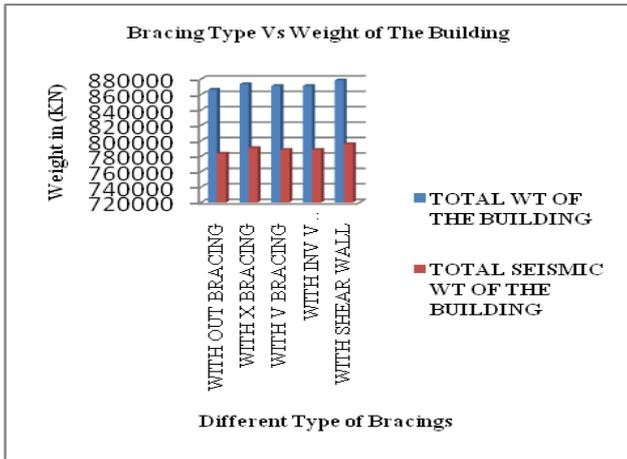 Bracing Type Vs Weight of The Building
Weight in (KN)
880000
860000
840000
820000
800000
780000
760000
740000
720000
WITH OUT BRACING
WITH X BRACING
WITH V BRACING
WITH INV V ...
WITH SHEAR WALL
Different Type of Bracings
TOTAL WT OF
THE BUILDING
TOTAL SEISMIC
WT OF THE
BUILDING